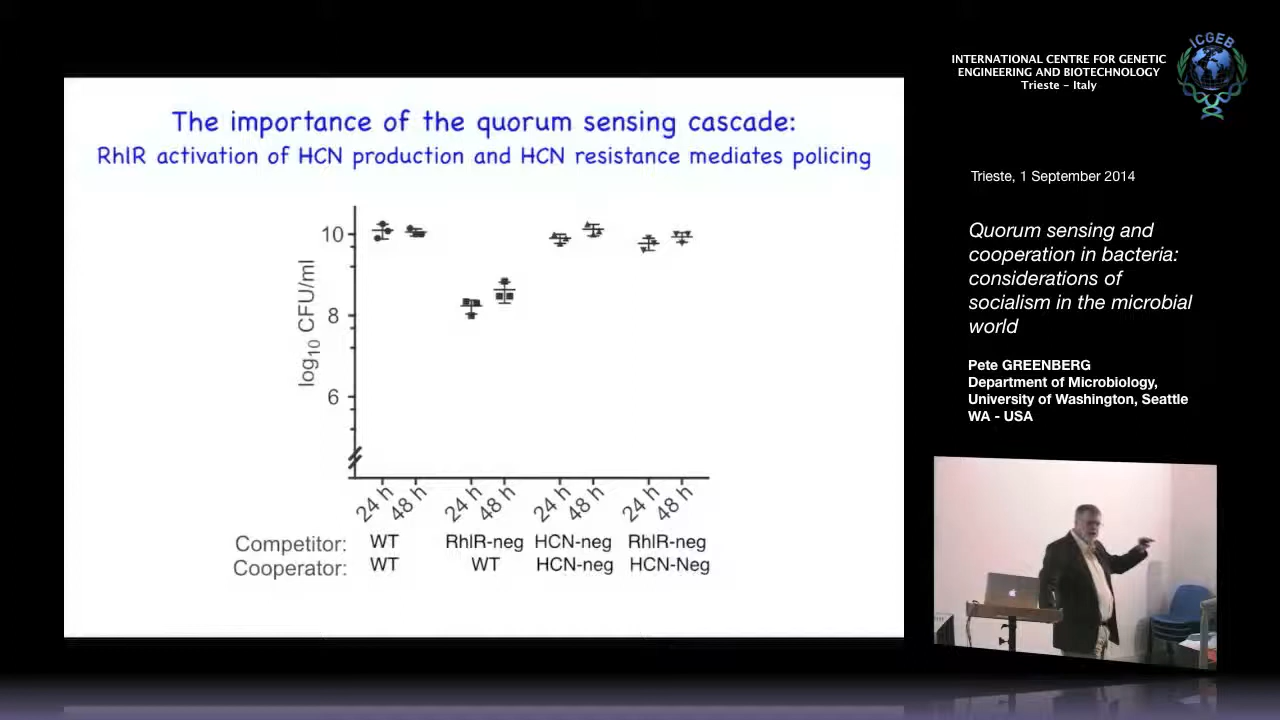 The importance of the quorum sensing cascade:
RhlR activation of HCN production and HCN resistance mediates policing
10
8
6
log10 CFU/ml
24 h
48 h
24 h
48 h
24 h
48 h
24 h
48 h
Competitor: WT RhlR-neg HCN-neg RhlR-neg
Cooperator: WT WT HCN-neg HCN-Neg
INTERNATIONAL CENTRE FOR GENETIC
ENGINEERING AND BIOTECHNOLOGY
Trieste - Italy
ICGEB
Trieste, 1 September 2014
Quorum sensing and
cooperation in bacteria:
considerations of
socialism in the microbial
world
Pete GREENBERG
Department of Microbiology,
University of Washington, Seattle
WA - USA